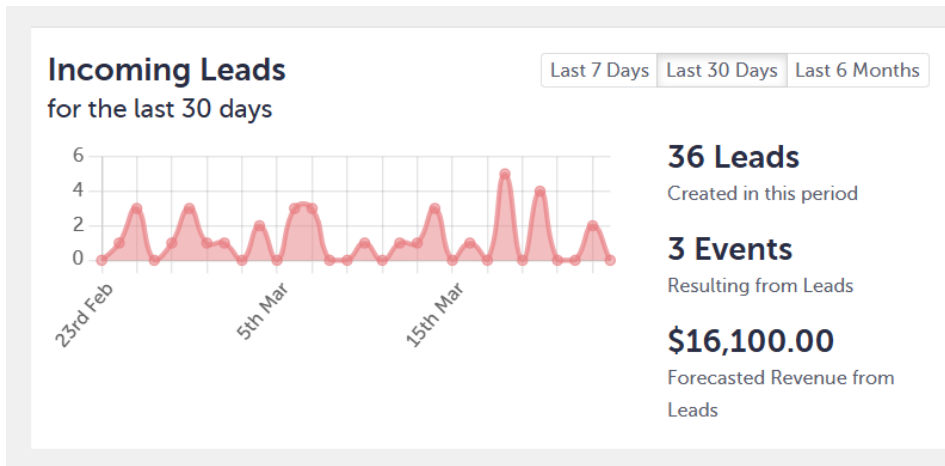 Incoming Leads
for the last 30 days
Last 7 Days
Last 30 Days
Last 6 Months
6
4
2
0
23rd Feb
5th Mar
15th Mar
36 Leads
Created in this period
3 Events
Resulting from Leads
$16,100.00
Forecasted Revenue from
Leads